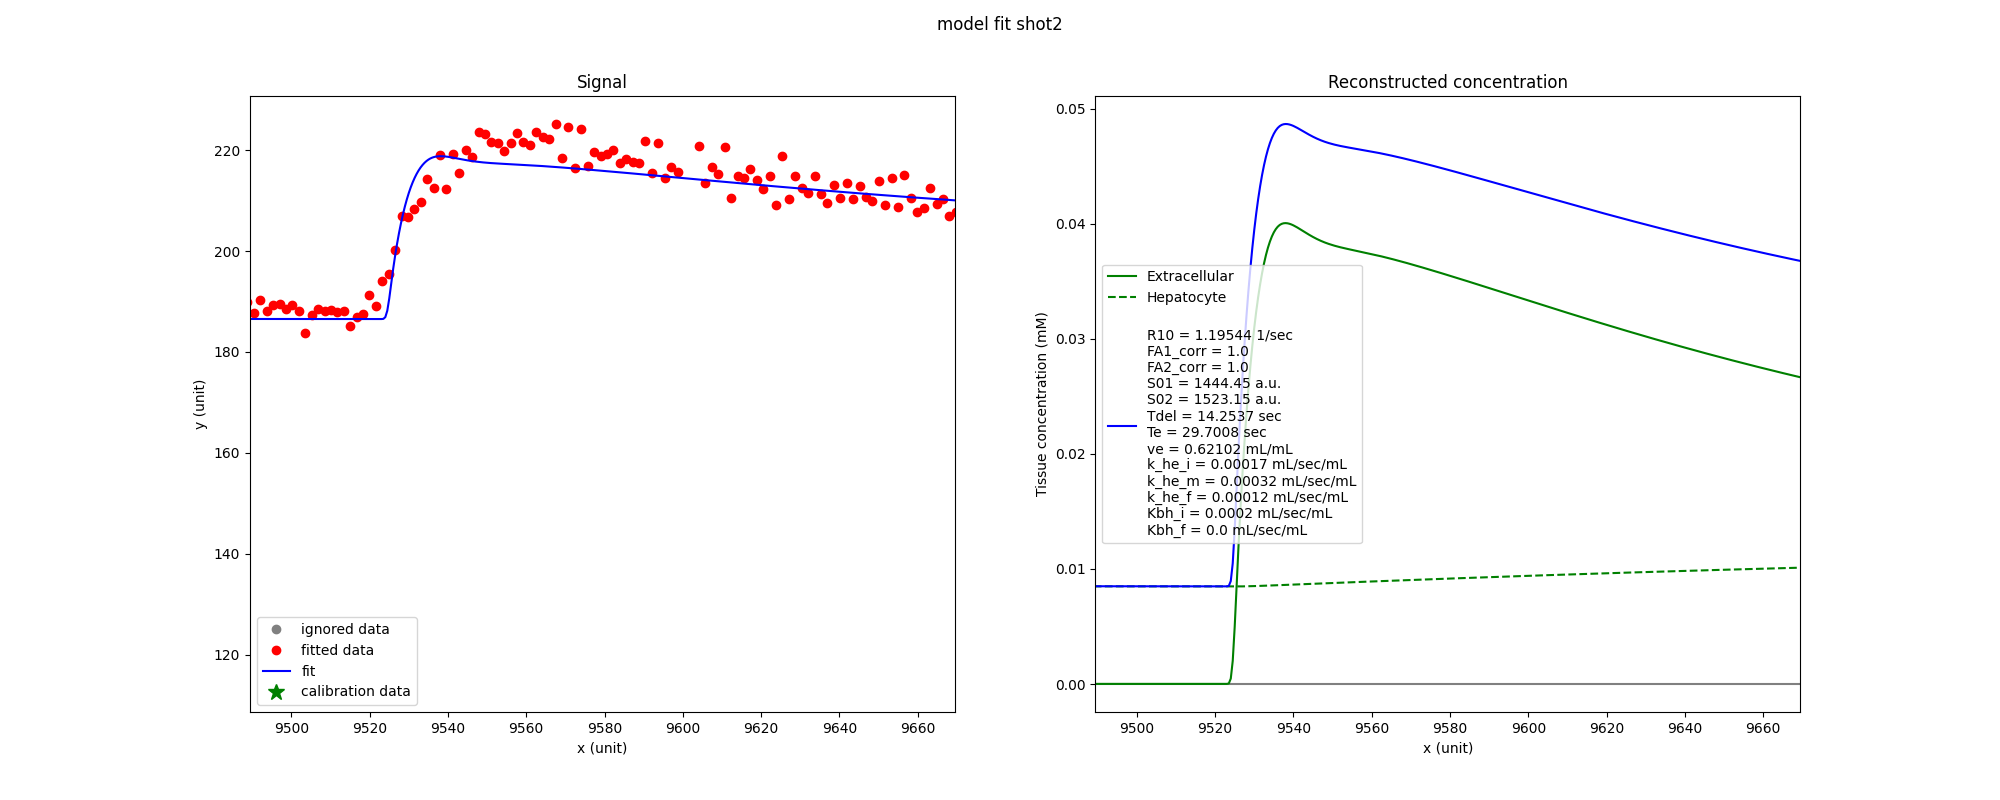 model fit shot2
Signal
y (unit)
220
200
180
160
140
120
ignored data
fitted data
fit
calibration data
9500 9520 9540 9560 9580 9600 9620 9640 9660
x (unit)
Reconstructed concentration
Tissue concentration (mM)
0.05
0.04
0.03
0.02
0.01
0.00
Extracellular
Hepatocyte
R10 = 1.19544 1/sec
FA1_corr = 1.0
FA2_corr = 1.0
S01 = 1444.45 a.u.
S02 = 1523.15 a.u.
Tdel = 14.2537 sec
Te = 29.7008 sec
ve = 0.62102 mL/mL
k_he_i = 0.00017 mL/sec/mL
k_he_m = 0.00032 mL/sec/mL
k_he_f = 0.00012 mL/sec/mL
Kbh_i = 0.0002 mL/sec/mL
Kbh_f = 0.0 mL/sec/mL
9500 9520 9540 9560 9580 9600 9620 9640 9660
x (unit)